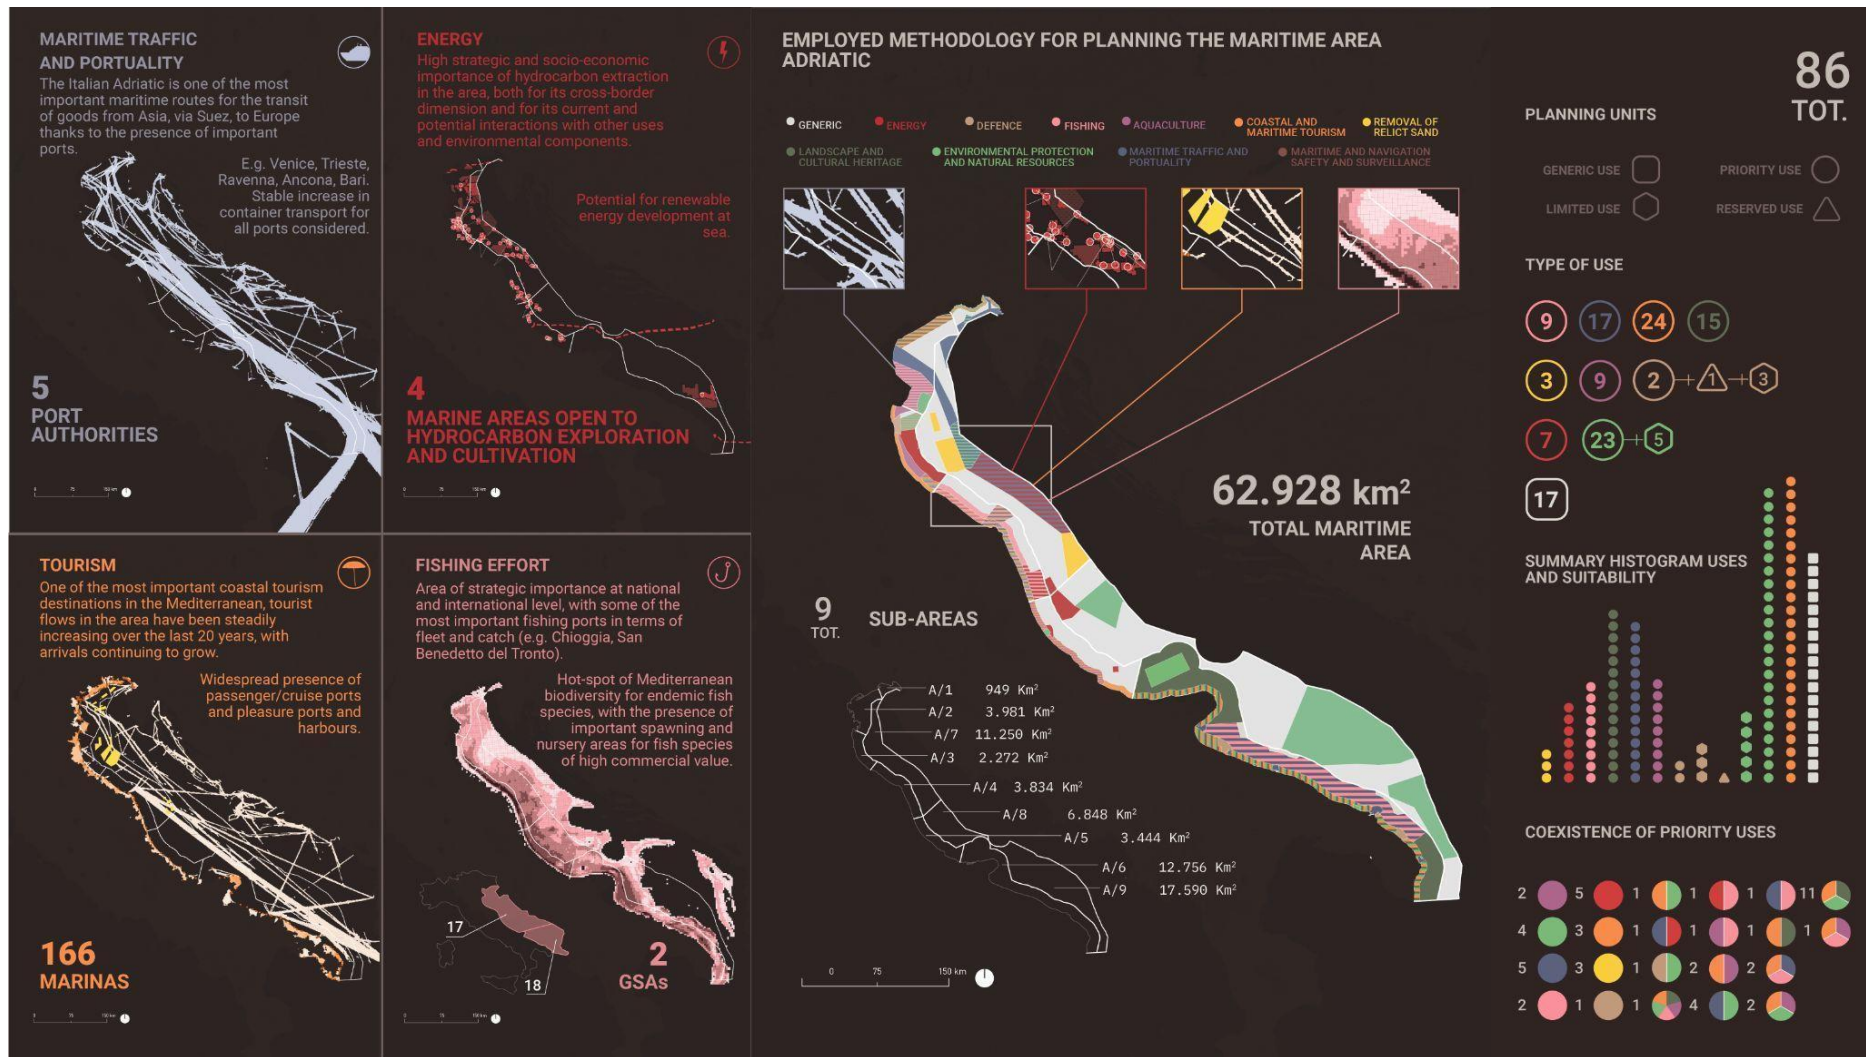 MARITIME TRAFFIC
AND PORTUALITY
The Italian Adriatic is one of the most
important maritime routes for the transit
of goods from Asia, via Suez, to Europe
thanks to the presence of important
ports.
E.g. Venice, Trieste,
Ravenna, Ancona, Bari.
Stable increase in
container transport for
all ports considered.
5
PORT
AUTHORITIES
0 75 150 km
ENERGY
High strategic and socio-economic
importance of hydrocarbon extraction
in the area, both for its cross-border
dimension and for its current and
potential interactions with other uses
and environmental components.
Potential for renewable
energy development at
sea.
4
MARINE AREAS OPEN TO
HYDROCARBON EXPLORATION
AND CULTIVATION
0 75 150 km
TOURISM
One of the most important coastal tourism
destinations in the Mediterranean, tourist
flows in the area have been steadily
increasing over the last 20 years, with
arrivals continuing to grow.
Widespread presence of
passenger/cruise ports
and pleasure ports and
harbours.
166
MARINAS
0 75 150 km
FISHING EFFORT
Area of strategic importance at national
and international level, with some of the
most important fishing ports in terms of
fleet and catch (e.g. Chioggia, San
Benedetto del Tronto).
Hot-spot of Mediterranean
biodiversity for endemic fish
species, with the presence of
important spawning and
nursery areas for fish species
of high commercial value.
17
18
2
GSAs
0 75 150 km
EMPLOYED METHODOLOGY FOR PLANNING THE MARITIME AREA
ADRIATIC
GENERIC
ENERGY
DEFENCE
FISHING
AQUACULTURE
COASTAL AND
MARITIME TOURISM
REMOVAL OF
RELICT SAND
LANDSCAPE AND
CULTURAL HERITAGE
ENVIRONMENTAL PROTECTION
AND NATURAL RESOURCES
MARITIME TRAFFIC AND
PORTUALITY
MARITIME AND NAVIGATION
SAFETY AND SURVEILLANCE
62.928 km²
TOTAL MARITIME
AREA
9
TOT.
SUB-AREAS
A/1 949 Km²
A/2 3.981 Km²
A/7 11.250 Km²
A/3 2.272 Km²
A/4 3.834 Km²
A/8 6.848 Km²
A/5 3.444 Km²
A/6 12.756 Km²
A/9 17.590 Km²
0 75 150 km
86
TOT.
PLANNING UNITS
GENERIC USE
PRIORITY USE
LIMITED USE
RESERVED USE
TYPE OF USE
9 17 24 15
3 9 2+1+3
7 23+5
17
SUMMARY HISTOGRAM USES
AND SUITABILITY
COEXISTENCE OF PRIORITY USES
2 5 1 1 1 11
4 3 1 1 1 1
5 3 1 2 2
2 1 1 4 2